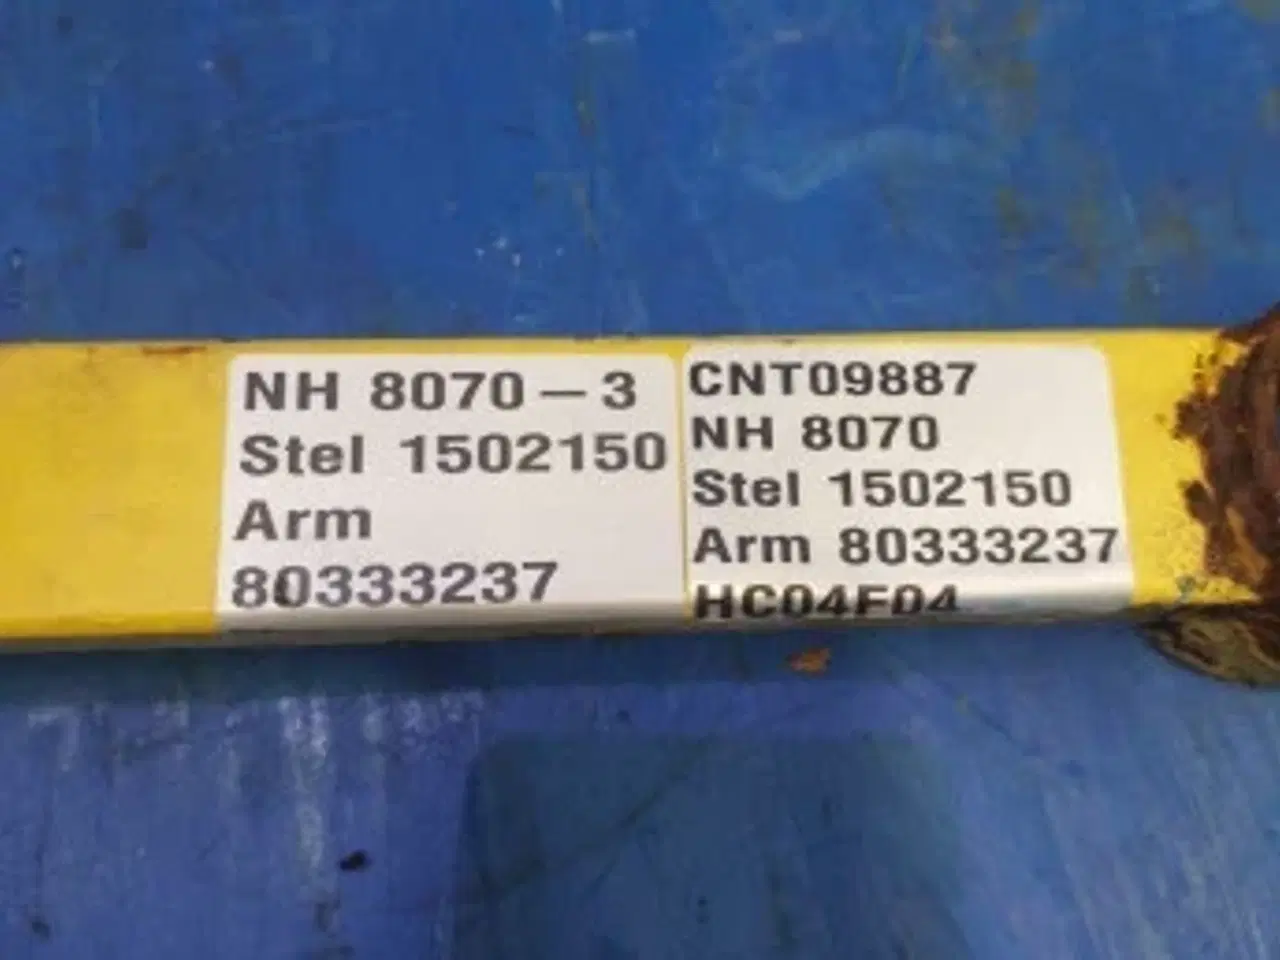 NH 8070-3
Stel 1502150
Arm
80333237
CNT09887
NH 8070
Stel 1502150
Arm 80333237
HC04F04